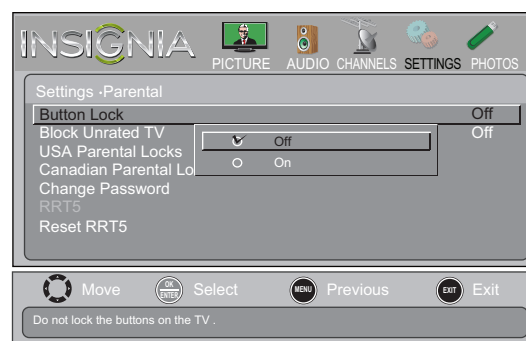 INSIGNIA
PICTURE AUDIO CHANNELS SETTINGS PHOTOS
Settings ·Parental
Button Lock Off
Block Unrated TV Off
Off
USA Parental Locks
On
Canadian Parental Lo
Change Password
RRT5
Reset RRT5
Move OK ENTER Select MENU Previous EXIT Exit
Do not lock the buttons on the TV .